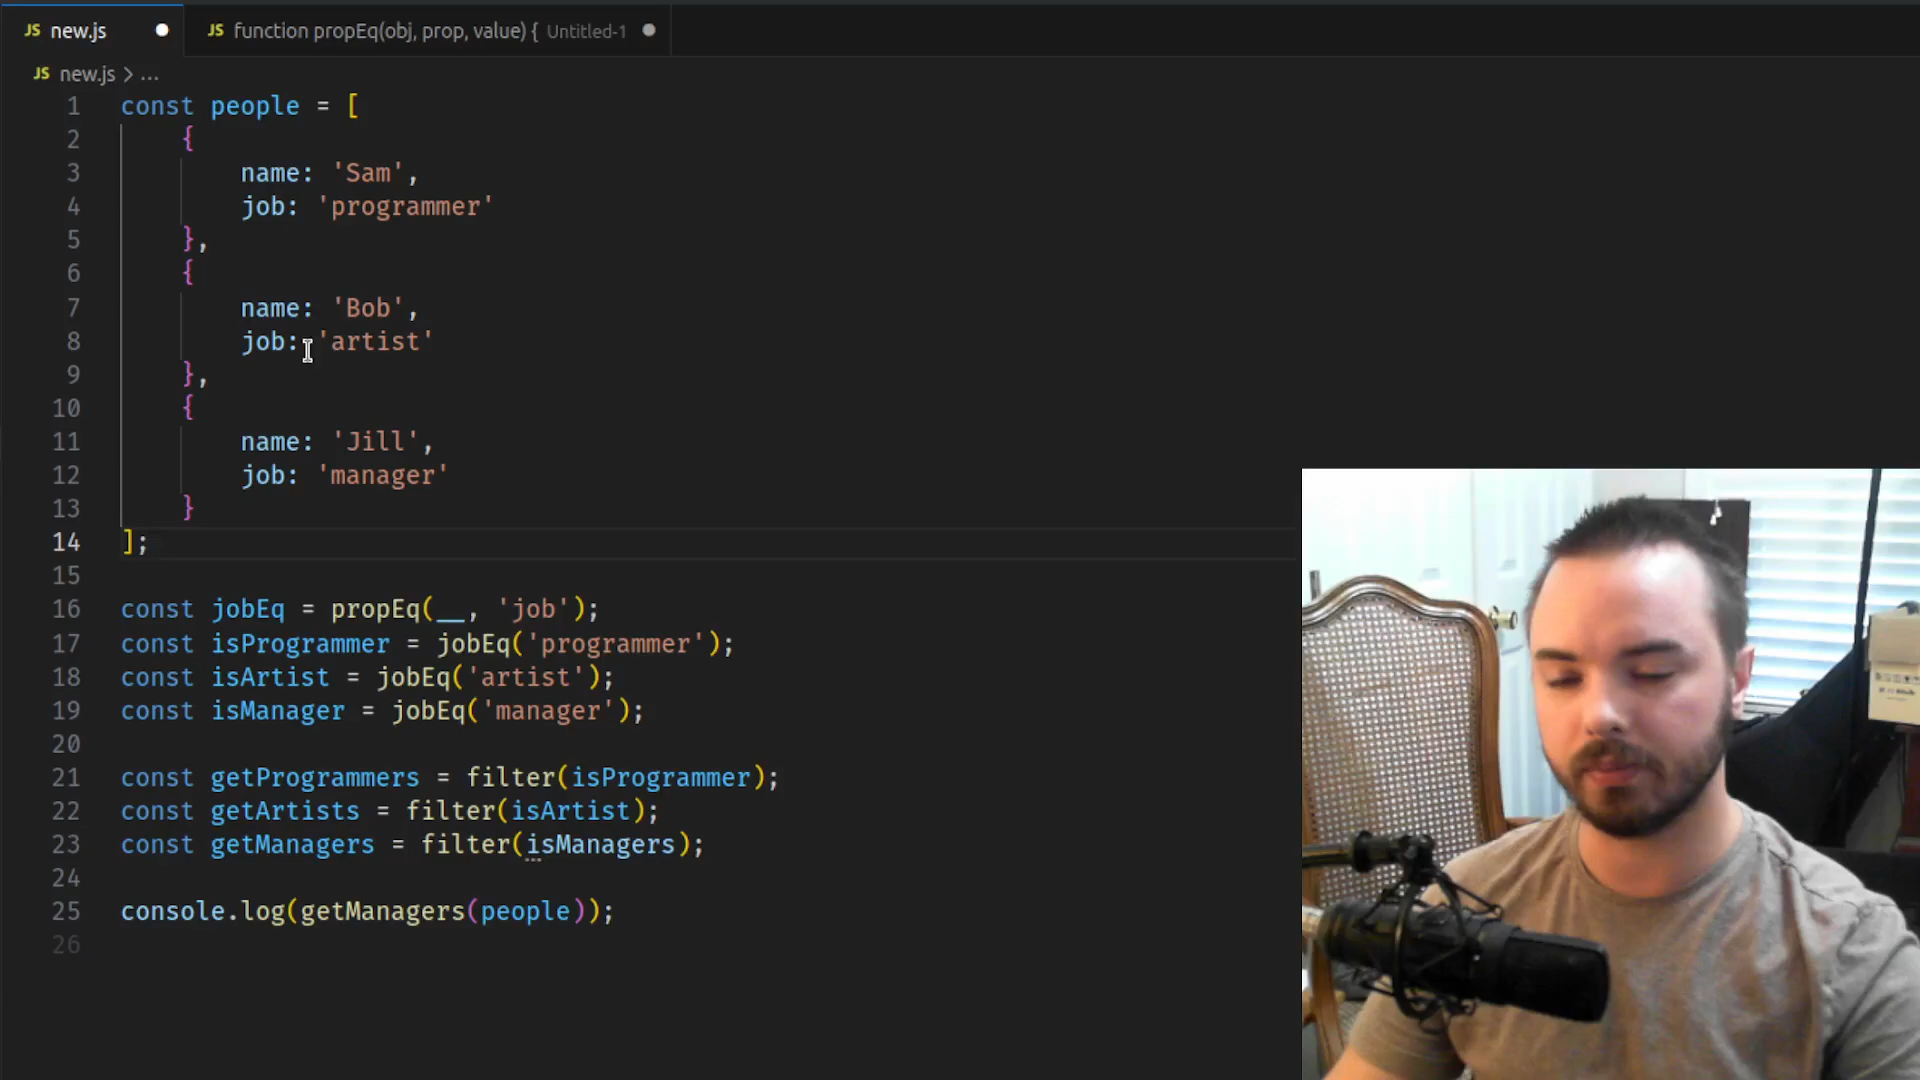 JS new.js
JS function propEq(obj, prop, value) { Untitled-1
JS new.js > ...
1 const people = [
2 {
3 name: 'Sam',
4 job: 'programmer'
5 },
6 {
7 name: 'Bob',
8 job: 'artist'
9 },
10 {
11 name: 'Jill',
12 job: 'manager'
13 }
14 ];
15
16 const jobEq = propEq(__, 'job');
17 const isProgrammer = jobEq('programmer');
18 const isArtist = jobEq('artist');
19 const isManager = jobEq('manager');
20
21 const getProgrammers = filter(isProgrammer);
22 const getArtists = filter(isArtist);
23 const getManagers = filter(isManagers);
24
25 console.log(getManagers(people));
26